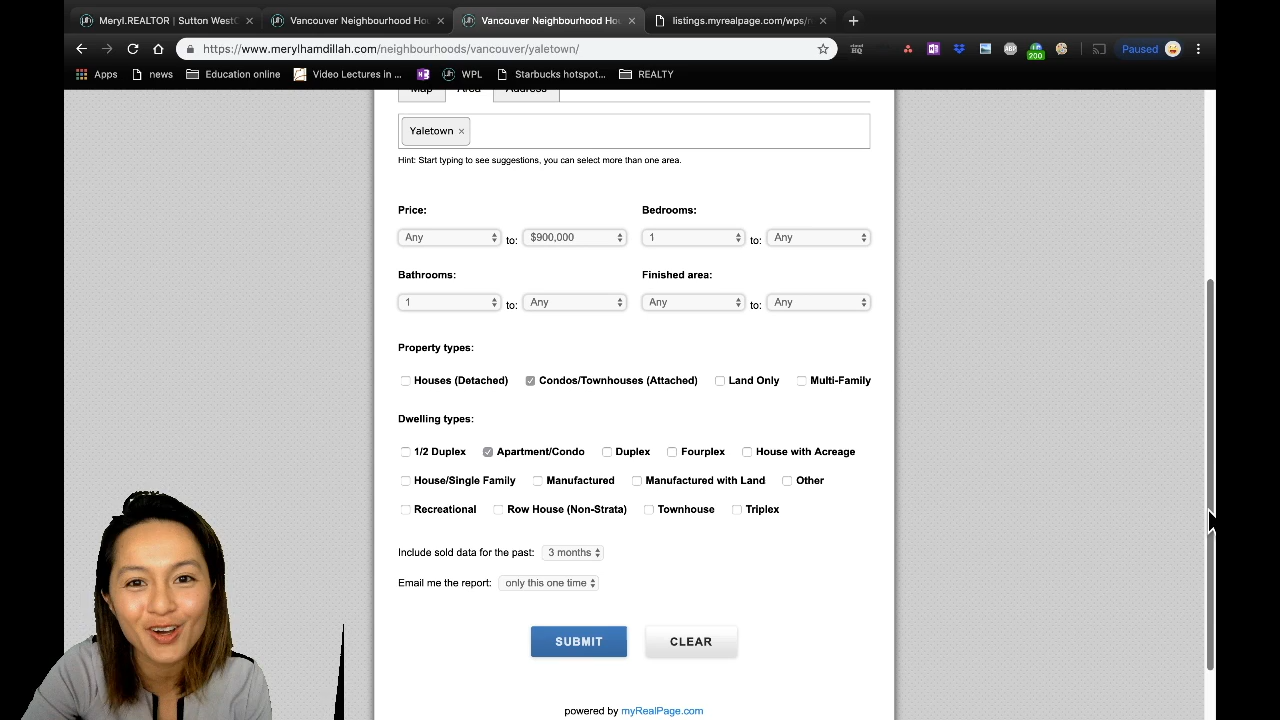 Meryl.REALTOR | Sutton WestC × Vancouver Neighbourhood Hou × Vancouver Neighbourhood Hou × listings.myrealpage.com/wps/r × +
https://www.merylhamdillah.com/neighbourhoods/vancouver/yaletown/ Paused
Apps news Education online Video Lectures in ... WPL Starbucks hotspot... REALTY
Map Area Address
Yaletown ×
Hint: Start typing to see suggestions, you can select more than one area.
Price: Bedrooms:
Any to: $900,000 1 to: Any
Bathrooms: Finished area:
1 to: Any Any to: Any
Property types:
Houses (Detached) Condos/Townhouses (Attached) Land Only Multi-Family
Dwelling types:
1/2 Duplex Apartment/Condo Duplex Fourplex House with Acreage
House/Single Family Manufactured Manufactured with Land Other
Recreational Row House (Non-Strata) Townhouse Triplex
Include sold data for the past: 3 months
Email me the report: only this one time
SUBMIT CLEAR
powered by myRealPage.com